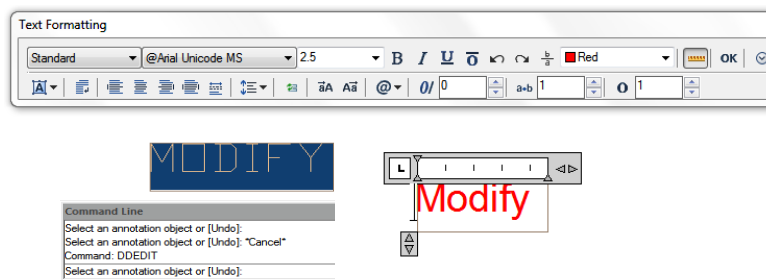 Text Formatting
Standard @Arial Unicode MS 2.5 B I U O b/a Red OK
A aA Aa @ 0/ 0 a•b 1 O 1
MODIFY
L
Modify
Command Line
Select an annotation object or [Undo]:
Select an annotation object or [Undo]: *Cancel*
Command: DDEDIT
Select an annotation object or [Undo]: